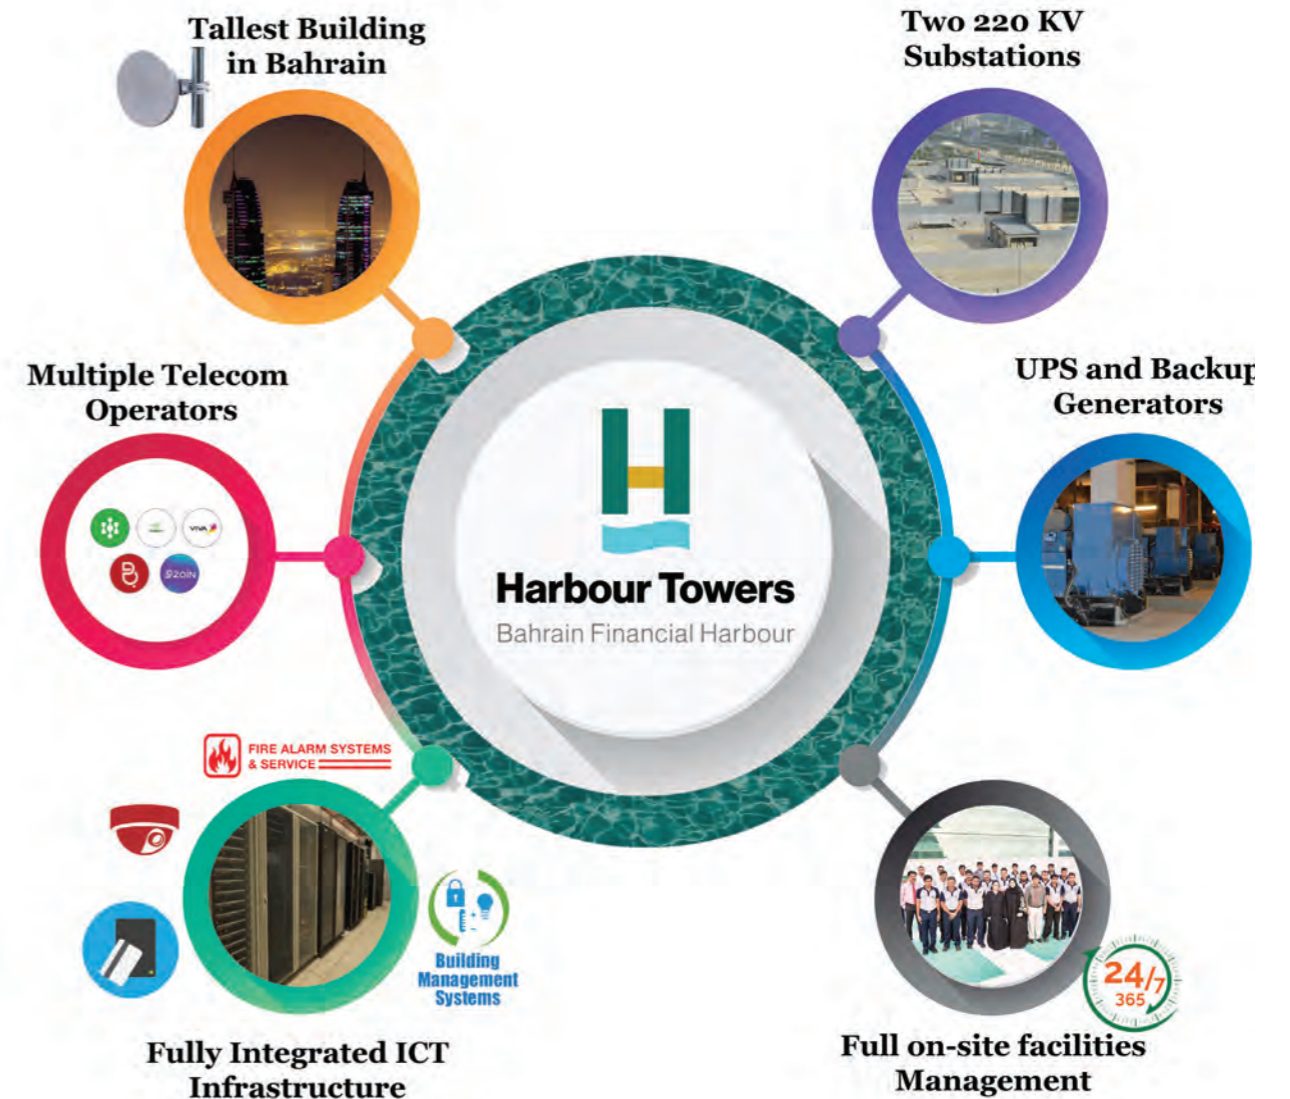 Tallest Building
in Bahrain
Two 220 KV
Substations
Multiple Telecom
Operators
VIVA
UPS and Backup
Generators
Harbour Towers
Bahrain Financial Harbour
FIRE ALARM SYSTEMS
& SERVICE
Building
Management
Systems
Fully Integrated ICT
Infrastructure
24/7
365
Full on-site facilities
Management